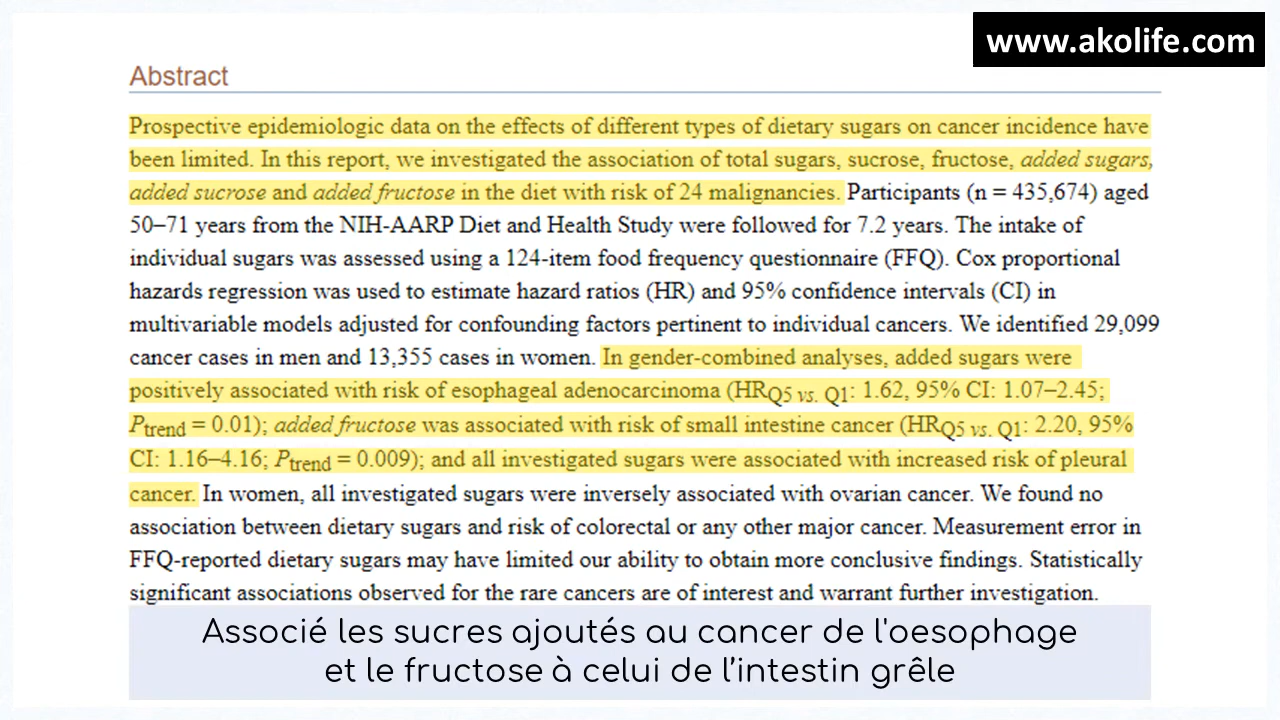 www.akolife.com
Abstract
Prospective epidemiologic data on the effects of different types of dietary sugars on cancer incidence have
been limited. In this report, we investigated the association of total sugars, sucrose, fructose, added sugars,
added sucrose and added fructose in the diet with risk of 24 malignancies. Participants (n = 435,674) aged
50–71 years from the NIH-AARP Diet and Health Study were followed for 7.2 years. The intake of
individual sugars was assessed using a 124-item food frequency questionnaire (FFQ). Cox proportional
hazards regression was used to estimate hazard ratios (HR) and 95% confidence intervals (CI) in
multivariable models adjusted for confounding factors pertinent to individual cancers. We identified 29,099
cancer cases in men and 13,355 cases in women. In gender-combined analyses, added sugars were
positively associated with risk of esophageal adenocarcinoma (HRQ5 vs. Q1: 1.62, 95% CI: 1.07–2.45;
Ptrend = 0.01); added fructose was associated with risk of small intestine cancer (HRQ5 vs. Q1: 2.20, 95%
CI: 1.16–4.16; Ptrend = 0.009); and all investigated sugars were associated with increased risk of pleural
cancer. In women, all investigated sugars were inversely associated with ovarian cancer. We found no
association between dietary sugars and risk of colorectal or any other major cancer. Measurement error in
FFQ-reported dietary sugars may have limited our ability to obtain more conclusive findings. Statistically
significant associations observed for the rare cancers are of interest and warrant further investigation.
Associé les sucres ajoutés au cancer de l'oesophage
et le fructose à celui de l’intestin grêle